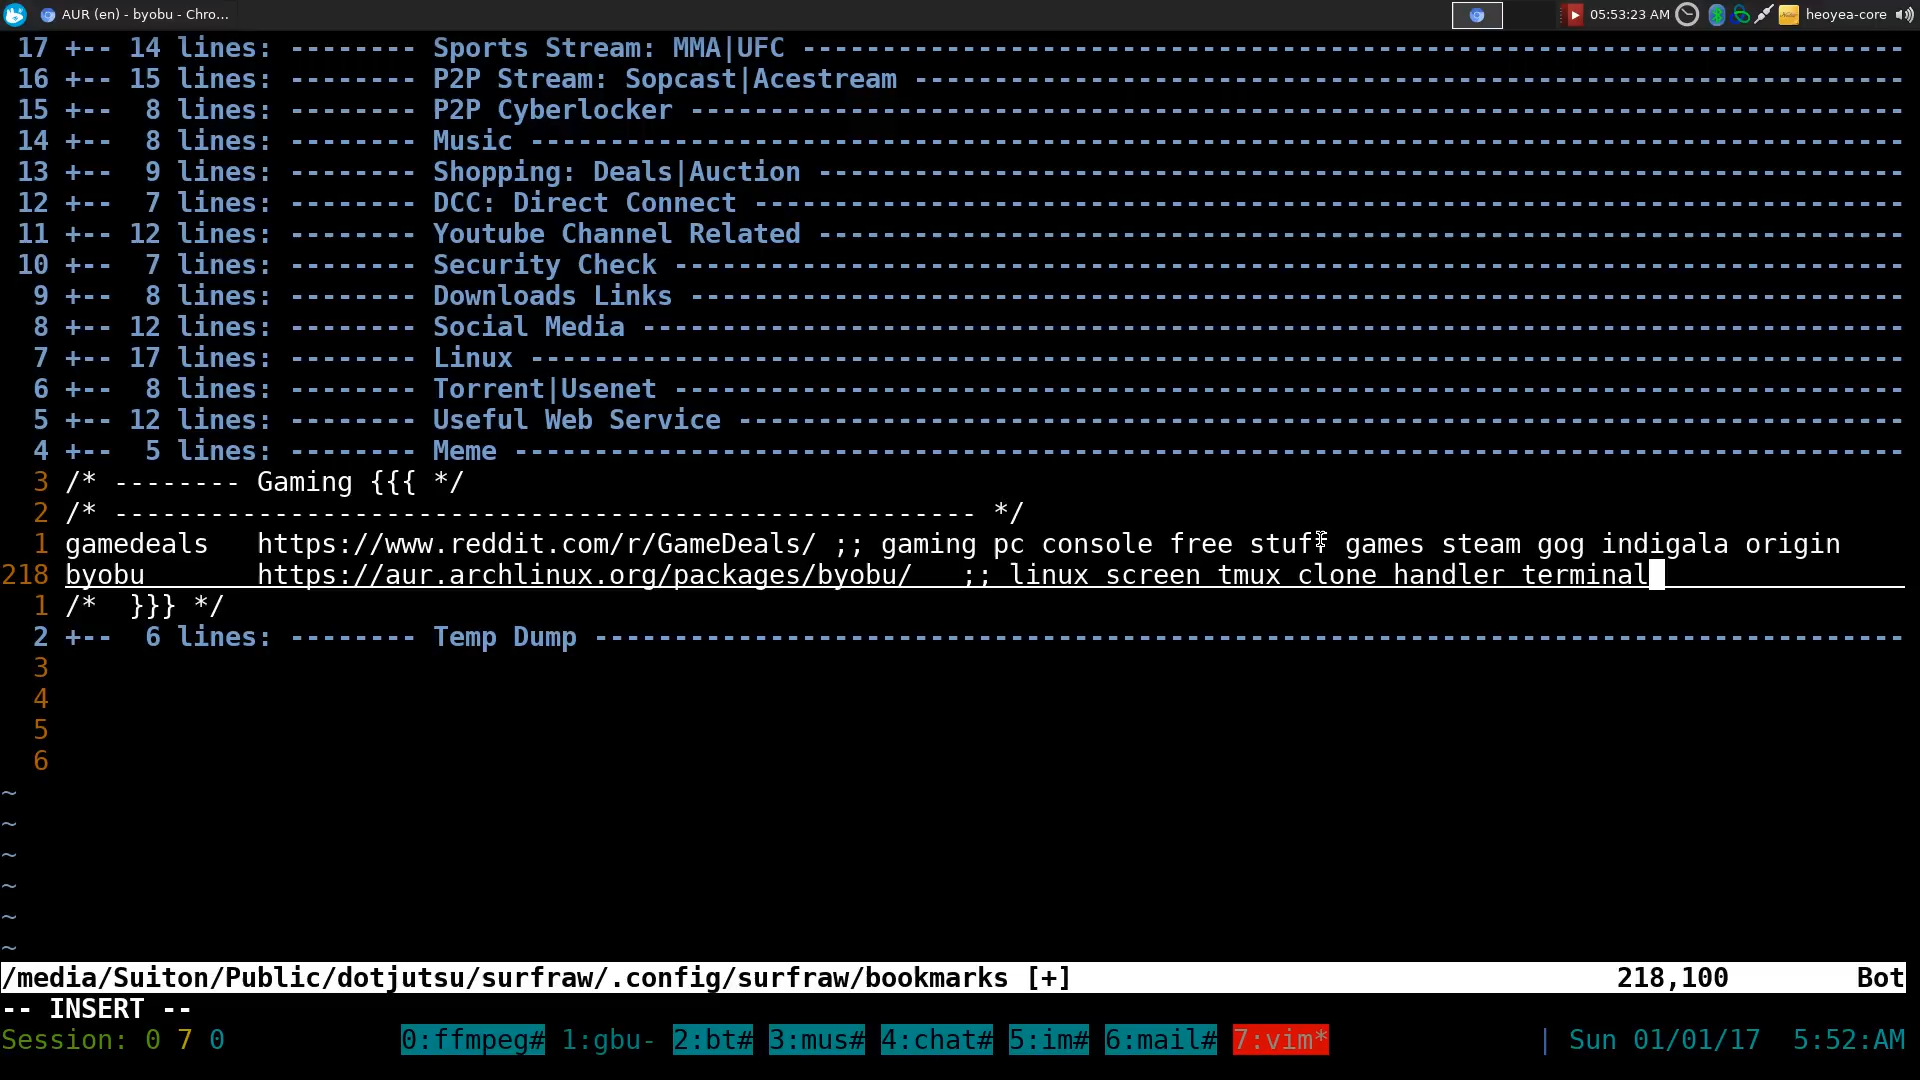 AUR (en) - byobu - Chro... 05:53:23 AM heoyea-core
17 +-- 14 lines: -------- Sports Stream: MMA|UFC ---------------------------------------------------------------------
16 +-- 15 lines: -------- P2P Stream: Sopcast|Acestream --------------------------------------------------------------
15 +--  8 lines: -------- P2P Cyberlocker ----------------------------------------------------------------------------
14 +--  8 lines: -------- Music --------------------------------------------------------------------------------------
13 +--  9 lines: -------- Shopping: Deals|Auction --------------------------------------------------------------------
12 +--  7 lines: -------- DCC: Direct Connect ------------------------------------------------------------------------
11 +-- 12 lines: -------- Youtube Channel Related --------------------------------------------------------------------
10 +--  7 lines: -------- Security Check -----------------------------------------------------------------------------
9 +--  8 lines: -------- Downloads Links ----------------------------------------------------------------------------
8 +-- 12 lines: -------- Social Media -------------------------------------------------------------------------------
7 +-- 17 lines: -------- Linux --------------------------------------------------------------------------------------
6 +--  8 lines: -------- Torrent|Usenet -----------------------------------------------------------------------------
5 +-- 12 lines: -------- Useful Web Service -------------------------------------------------------------------------
4 +--  5 lines: -------- Meme ---------------------------------------------------------------------------------------
3 /* -------- Gaming {{{ */
2 /* ------------------------------------------------------ */
1 gamedeals   https://www.reddit.com/r/GameDeals/ ;; gaming pc console free stuff games steam gog indigala origin
218 byobu       https://aur.archlinux.org/packages/byobu/   ;; linux screen tmux clone handler terminal
1 /*  }}} */
2 +--  6 lines: -------- Temp Dump ----------------------------------------------------------------------------------
3
4
5
6
~
~
~
~
~
~
/media/Suiton/Public/dotjutsu/surfraw/.config/surfraw/bookmarks [+] 218,100 Bot
-- INSERT --
Session: 0 7 0 0:ffmpeg# 1:gbu- 2:bt# 3:mus# 4:chat# 5:im# 6:mail# 7:vim* | Sun 01/01/17 5:52:AM